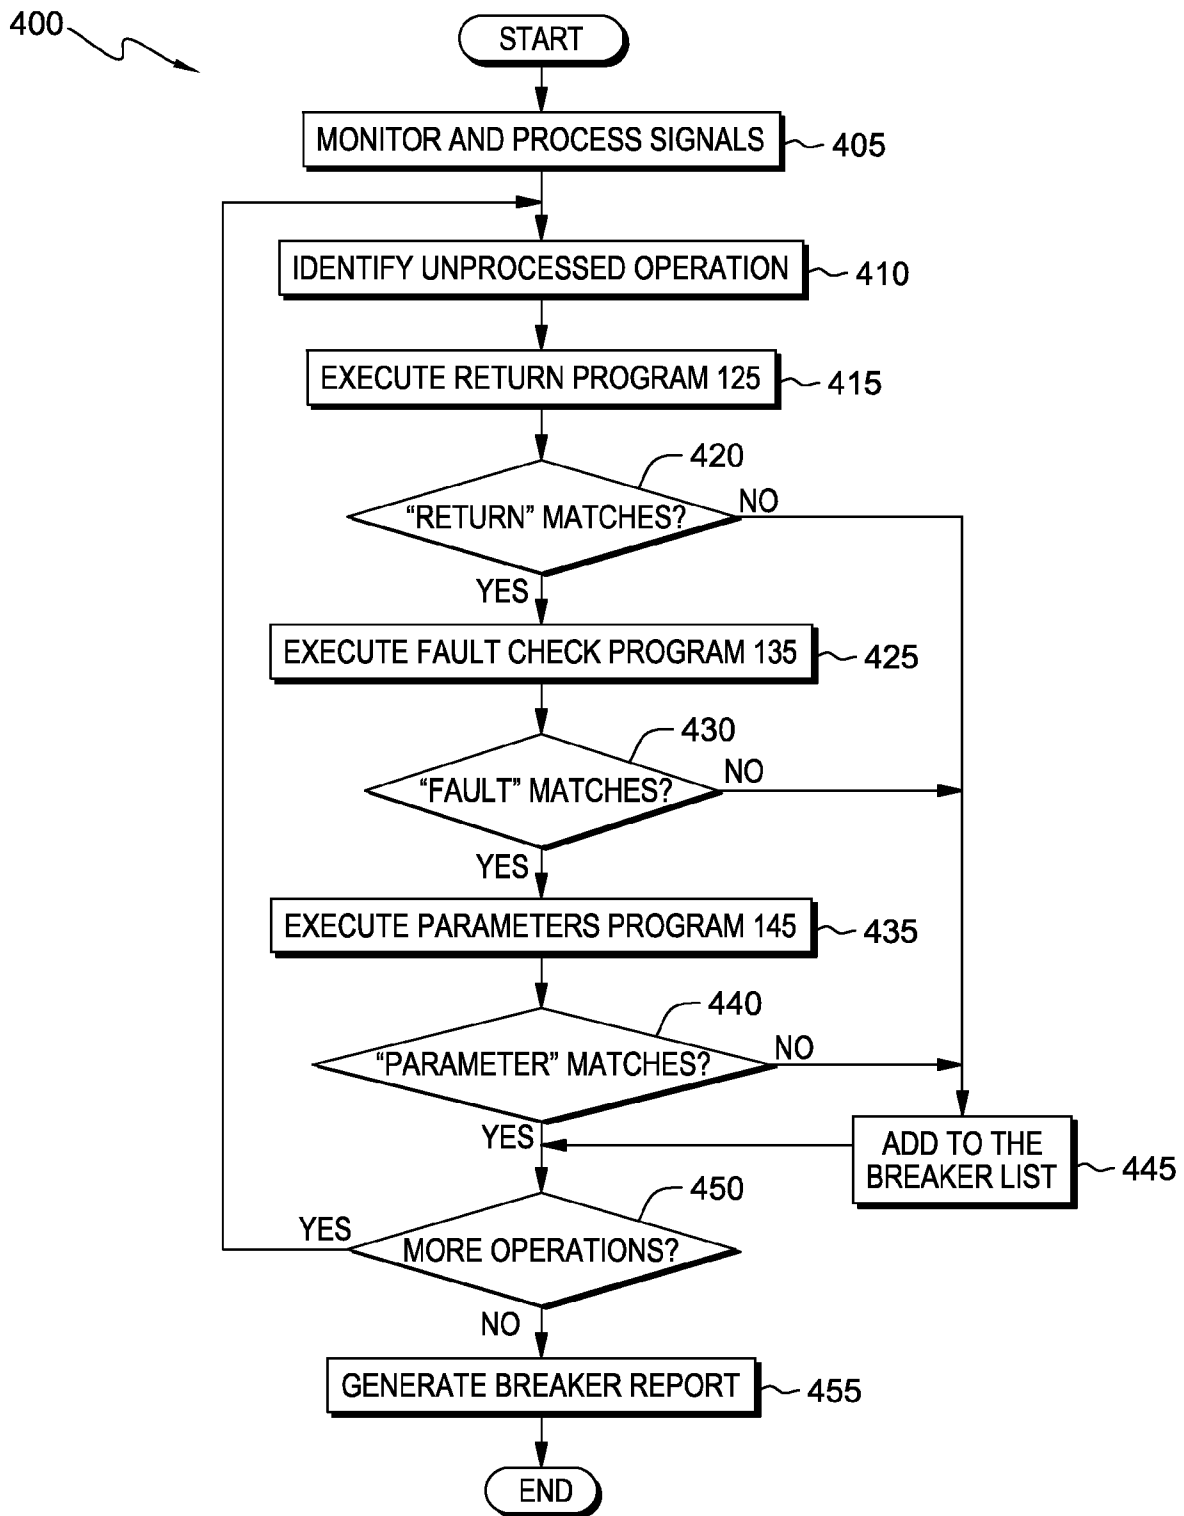 400
START
MONITOR AND PROCESS SIGNALS
405
IDENTIFY UNPROCESSED OPERATION
410
EXECUTE RETURN PROGRAM 125
415
420
“RETURN” MATCHES?
NO
YES
EXECUTE FAULT CHECK PROGRAM 135
425
430
“FAULT” MATCHES?
NO
YES
EXECUTE PARAMETERS PROGRAM 145
435
440
“PARAMETER” MATCHES?
NO
YES
ADD TO THE
BREAKER LIST
445
450
MORE OPERATIONS?
YES
NO
GENERATE BREAKER REPORT
455
END